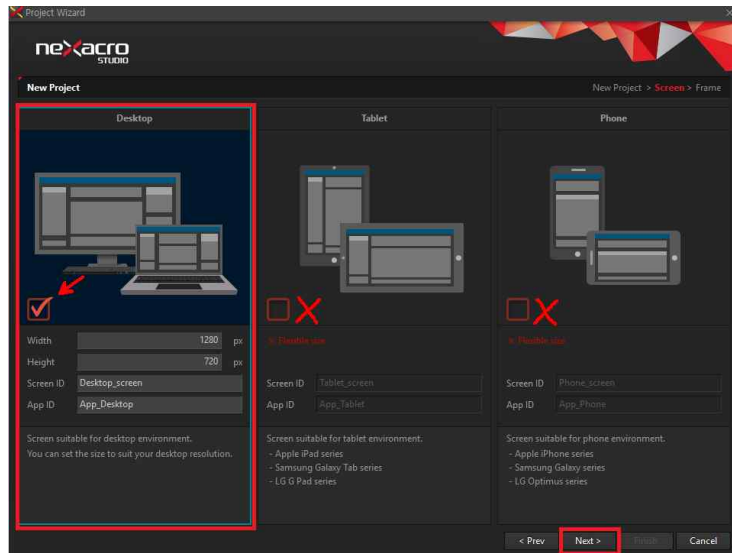 Project Wizard
nexacro
STUDIO
New Project
New Project > Screen > Frame
Desktop
Width 1280 px
Height 720 px
Screen ID Desktop_screen
App ID App_Desktop
Screen suitable for desktop environment.
You can set the size to suit your desktop resolution.
Tablet
※ Flexible size
Screen ID Tablet_screen
App ID App_Tablet
Screen suitable for tablet environment.
- Apple iPad series
- Samsung Galaxy Tab series
- LG G Pad series
Phone
※ Flexible size
Screen ID Phone_screen
App ID App_Phone
Screen suitable for phone environment.
- Apple iPhone series
- Samsung Galaxy series
- LG Optimus series
< Prev Next > Finish Cancel